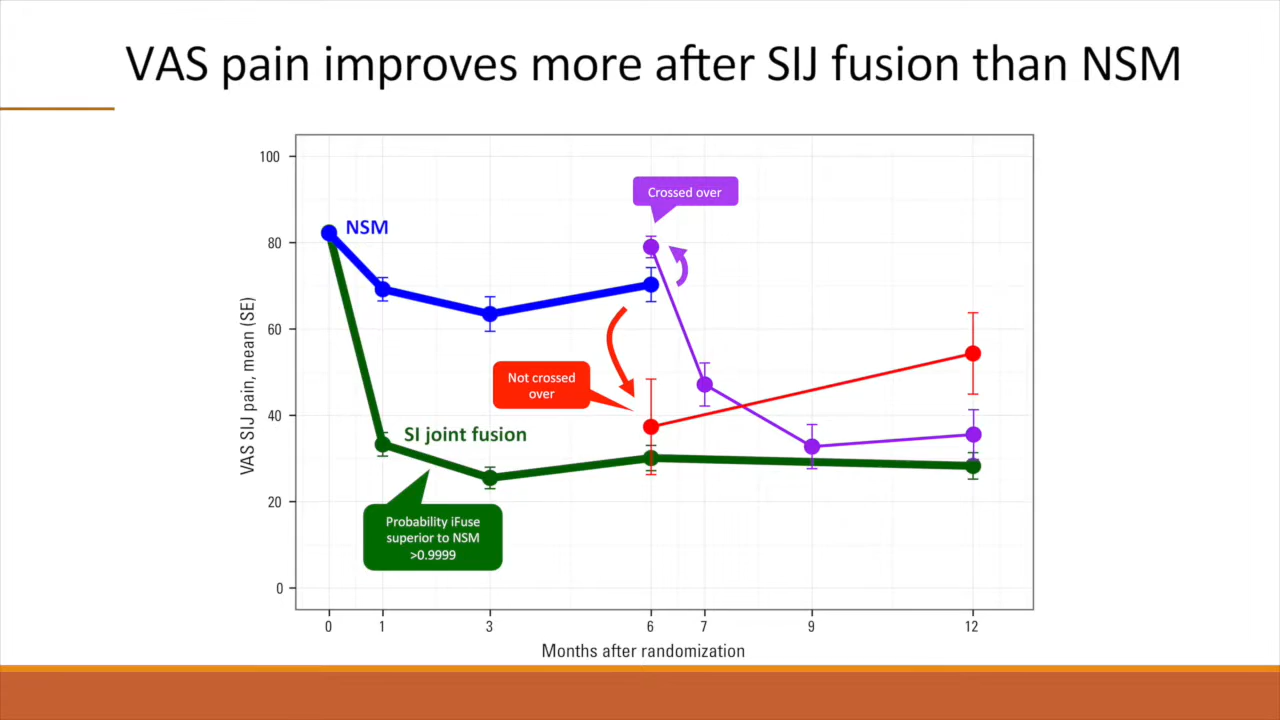 VAS pain improves more after SIJ fusion than NSM
100
80
60
40
20
0
VAS SIJ pain, mean (SE)
NSM
Crossed over
Not crossed
over
SI joint fusion
Probability iFuse
superior to NSM
>0.9999
0 1 3 6 7 9 12
Months after randomization